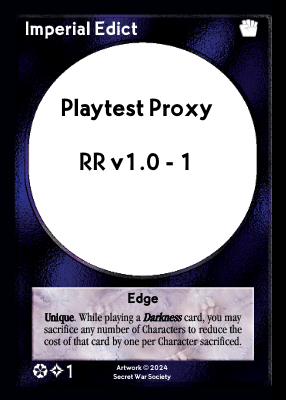 Imperial Edict
Playtest Proxy
RR v1.0 - 1
Edge
Unique. While playing a Darkness card, you may
sacrifice any number of Characters to reduce the
cost of that card by one per Character sacrificed.
1
Artwork © 2024
Secret War Society